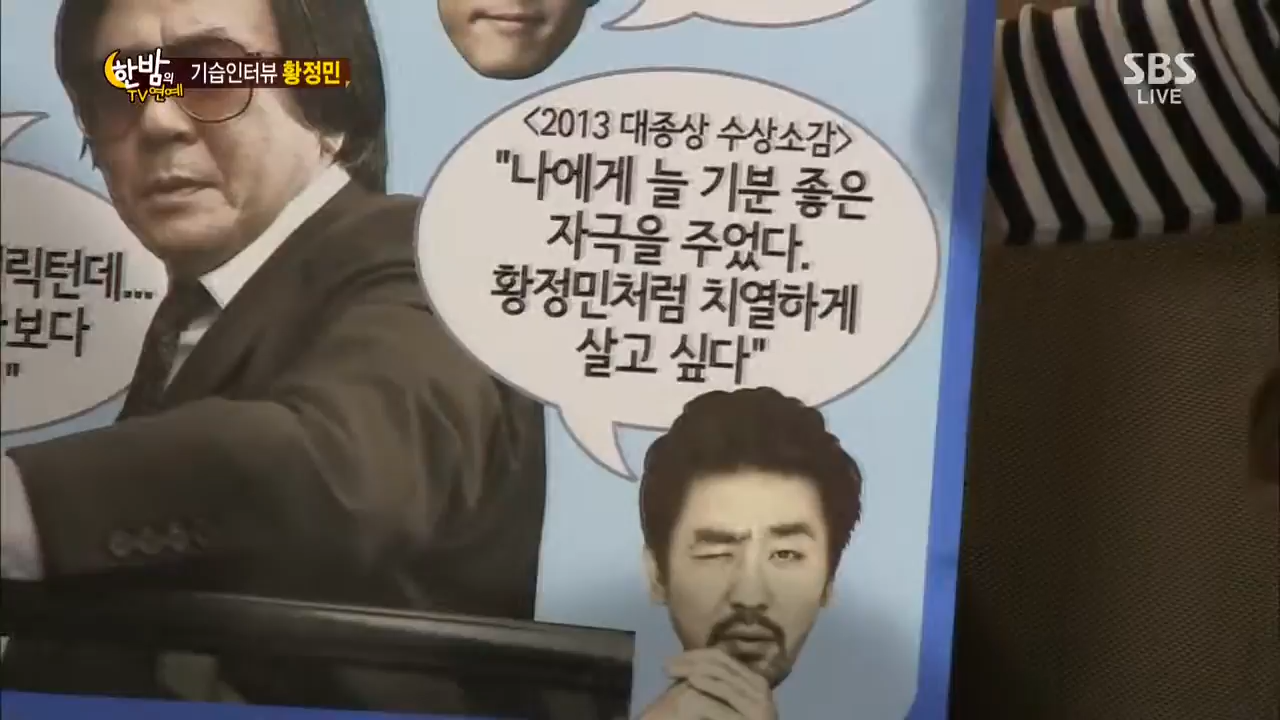 한밤의
TV연예
기습인터뷰 황정민
SBS
LIVE
<2013 대종상 수상소감>
"나에게 늘 기분 좋은
자극을 주었다.
황정민처럼 치열하게
살고 싶다"
릭턴데...
보다
"